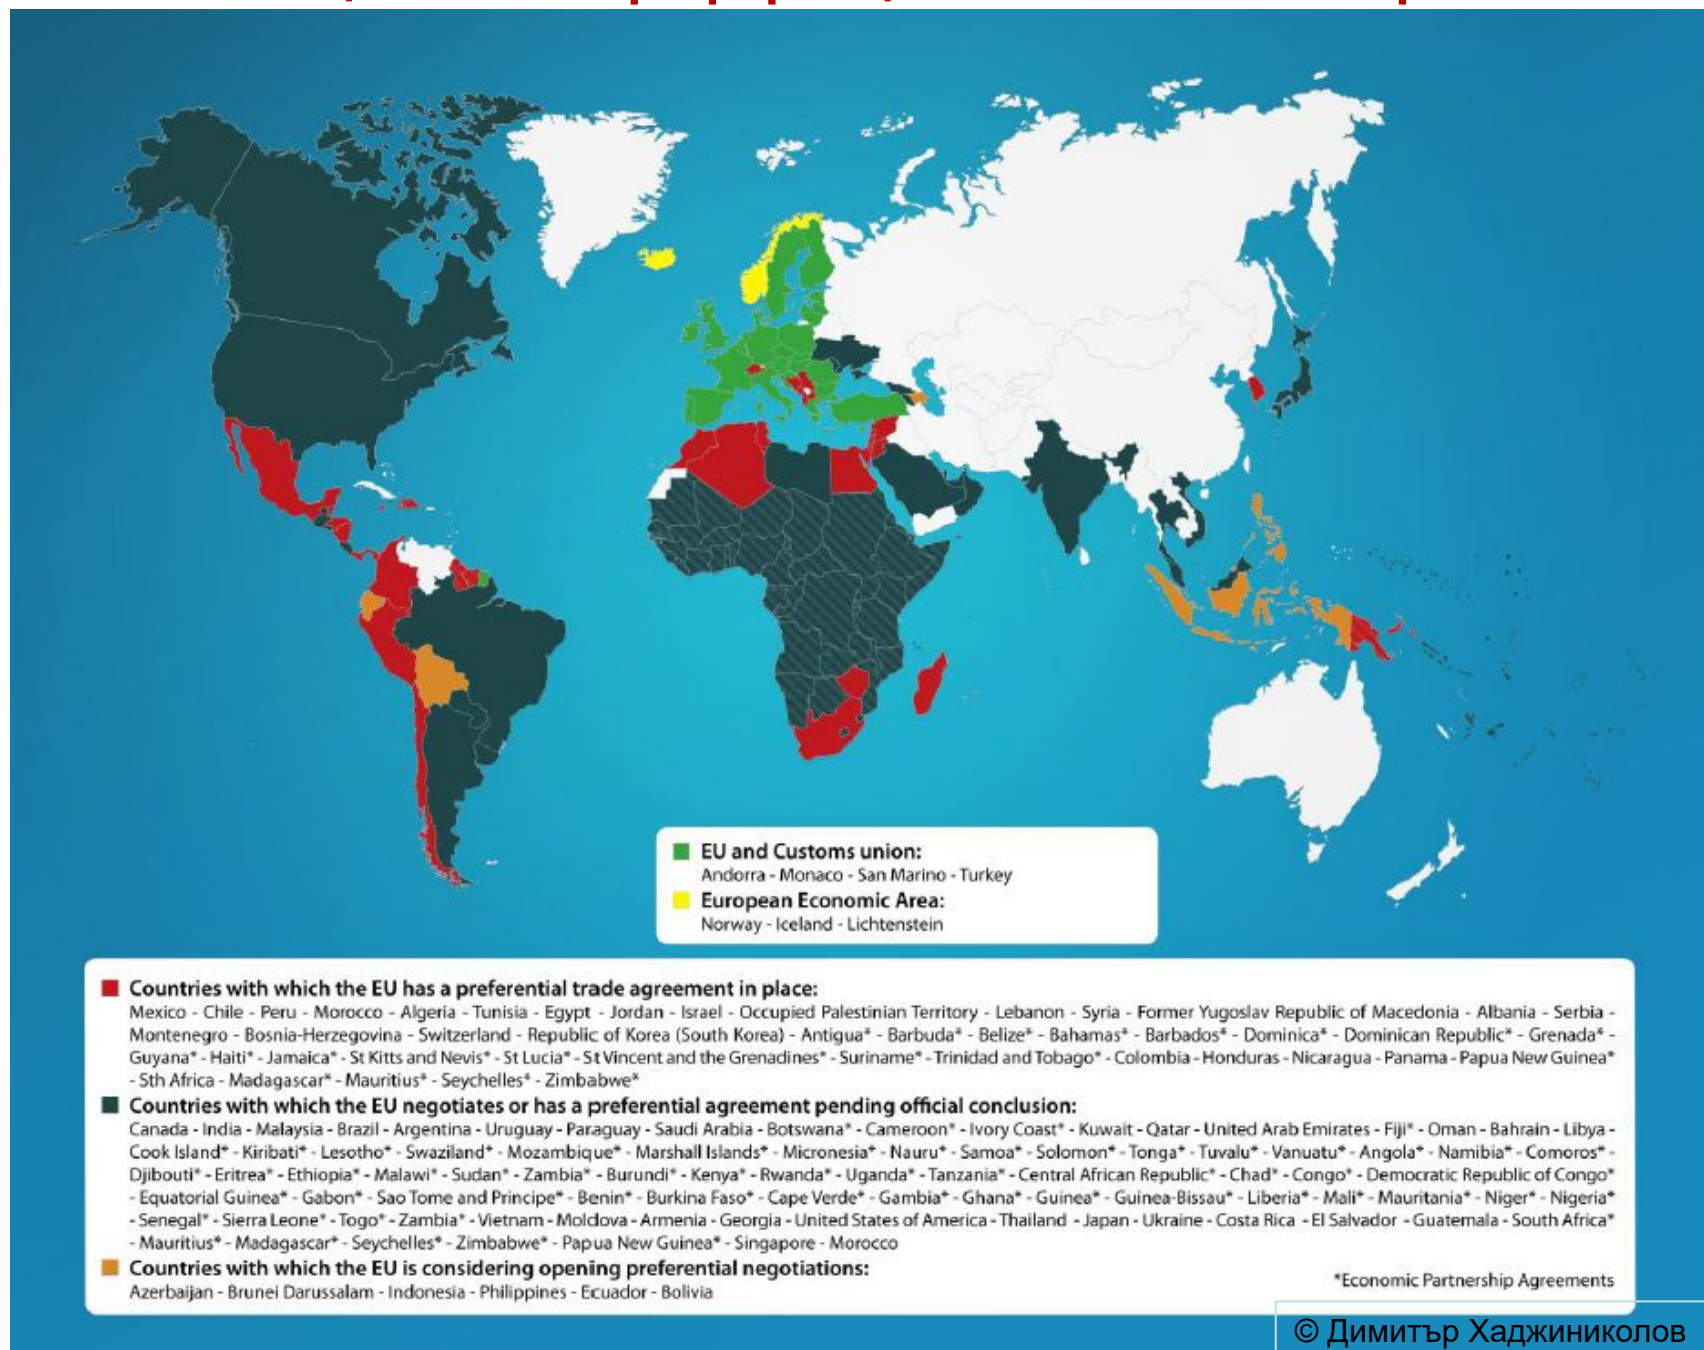 EU and Customs union:
Andorra - Monaco - San Marino - Turkey
European Economic Area:
Norway - Iceland - Lichtenstein
Countries with which the EU has a preferential trade agreement in place:
Mexico - Chile - Peru - Morocco - Algeria - Tunisia - Egypt - Jordan - Israel - Occupied Palestinian Territory - Lebanon - Syria - Former Yugoslav Republic of Macedonia - Albania - Serbia -
Montenegro - Bosnia-Herzegovina - Switzerland - Republic of Korea (South Korea) - Antigua* - Barbuda* - Belize* - Bahamas* - Barbados* - Dominica* - Dominican Republic* - Grenada* -
Guyana* - Haiti* - Jamaica* - St Kitts and Nevis* - St Lucia* - St Vincent and the Grenadines* - Suriname* - Trinidad and Tobago* - Colombia - Honduras - Nicaragua - Panama - Papua New Guinea*
- Sth Africa - Madagascar* - Mauritius* - Seychelles* - Zimbabwe*
Countries with which the EU negotiates or has a preferential agreement pending official conclusion:
Canada - India - Malaysia - Brazil - Argentina - Uruguay - Paraguay - Saudi Arabia - Botswana* - Cameroon* - Ivory Coast* - Kuwait - Qatar - United Arab Emirates - Fiji* - Oman - Bahrain - Libya -
Cook Island* - Kiribati* - Lesotho* - Swaziland* - Mozambique* - Marshall Islands* - Micronesia* - Nauru* - Samoa* - Solomon* - Tonga* - Tuvalu* - Vanuatu* - Angola* - Namibia* - Comoros* -
Djibouti* - Eritrea* - Ethiopia* - Malawi* - Sudan* - Zambia* - Burundi* - Kenya* - Rwanda* - Uganda* - Tanzania* - Central African Republic* - Chad* - Congo* - Democratic Republic of Congo*
- Equatorial Guinea* - Gabon* - Sao Tome and Principe* - Benin* - Burkina Faso* - Cape Verde* - Gambia* - Ghana* - Guinea* - Guinea-Bissau* - Liberia* - Mali* - Mauritania* - Niger* - Nigeria*
- Senegal* - Sierra Leone* - Togo* - Zambia* - Vietnam - Moldova - Armenia - Georgia - United States of America - Thailand - Japan - Ukraine - Costa Rica - El Salvador - Guatemala - South Africa*
- Mauritius* - Madagascar* - Seychelles* - Zimbabwe* - Papua New Guinea* - Singapore - Morocco
Countries with which the EU is considering opening preferential negotiations:
Azerbaijan - Brunei Darussalam - Indonesia - Philippines - Ecuador - Bolivia
*Economic Partnership Agreements
© Димитър Хаджиниколов